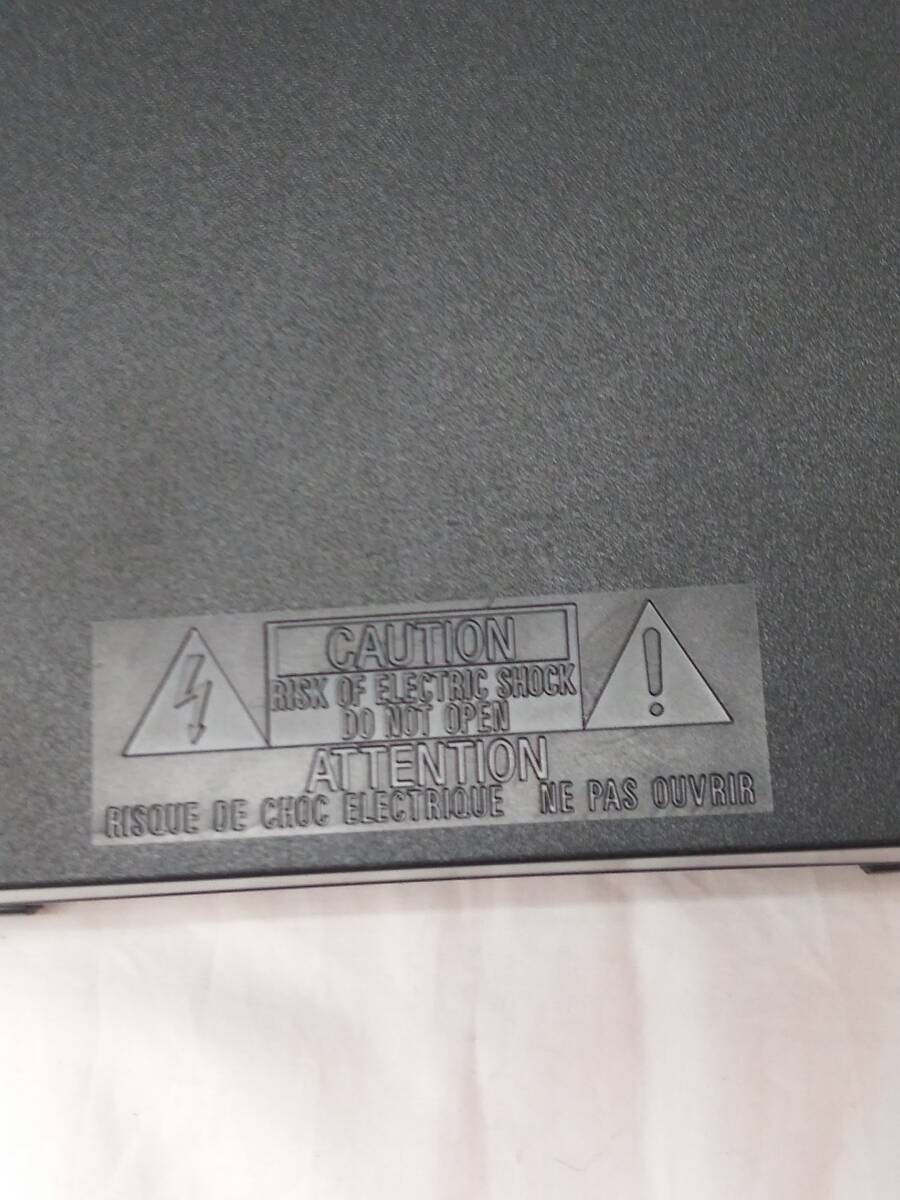 CAUTION
RISK OF ELECTRIC SHOCK
DO NOT OPEN
ATTENTION
RISQUE DE CHOC ELECTRIQUE NE PAS OUVRIR